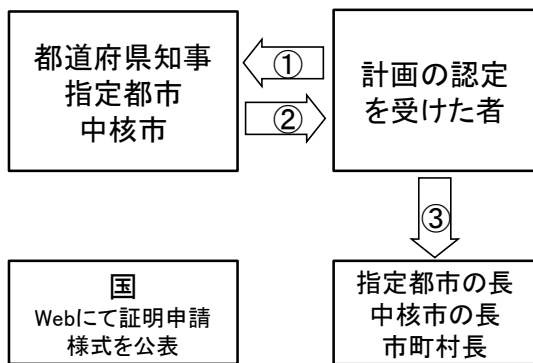 都道府県知事
指定都市
中核市
①
②
計画の認定
を受けた者
③
国
Webにて証明申請
様式を公表
指定都市の長
中核市の長
市町村長